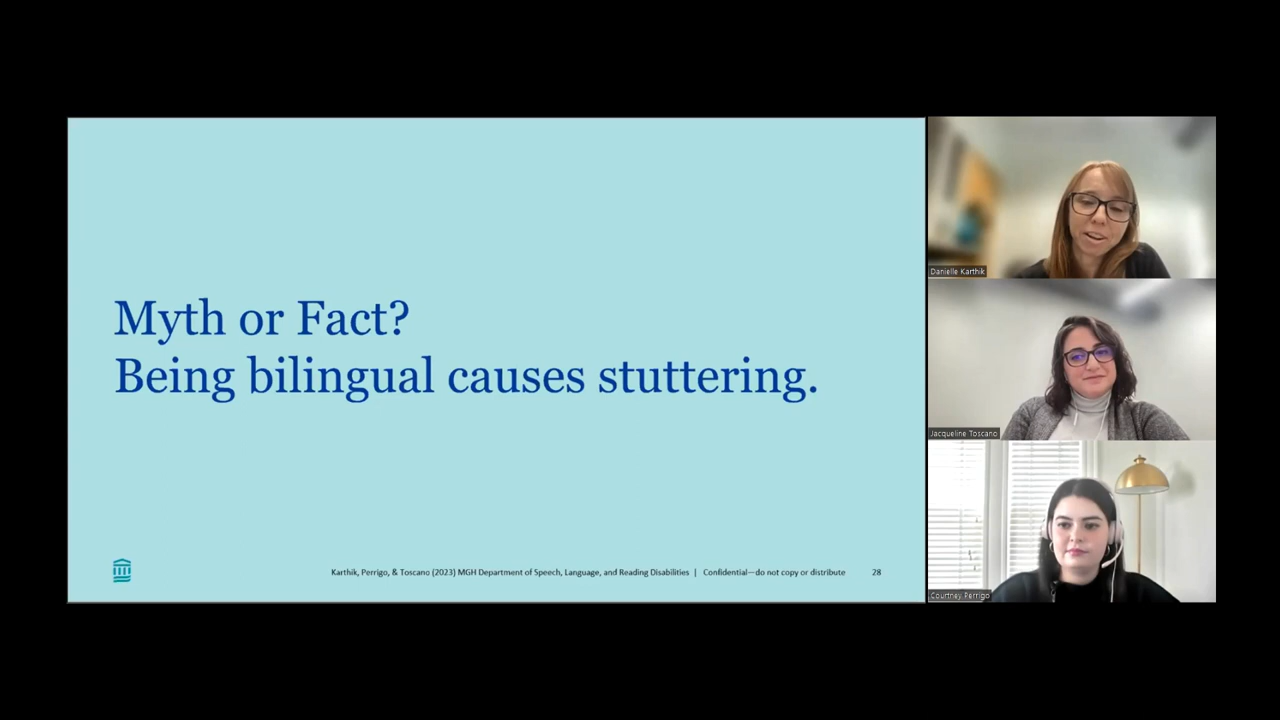 Myth or Fact?
Being bilingual causes stuttering.
Karthik, Perrigo, & Toscano (2023) MGH Department of Speech, Language, and Reading Disabilities | Confidential—do not copy or distribute 28
Danielle Karthik
Jacqueline Toscano
Courtney Perrigo